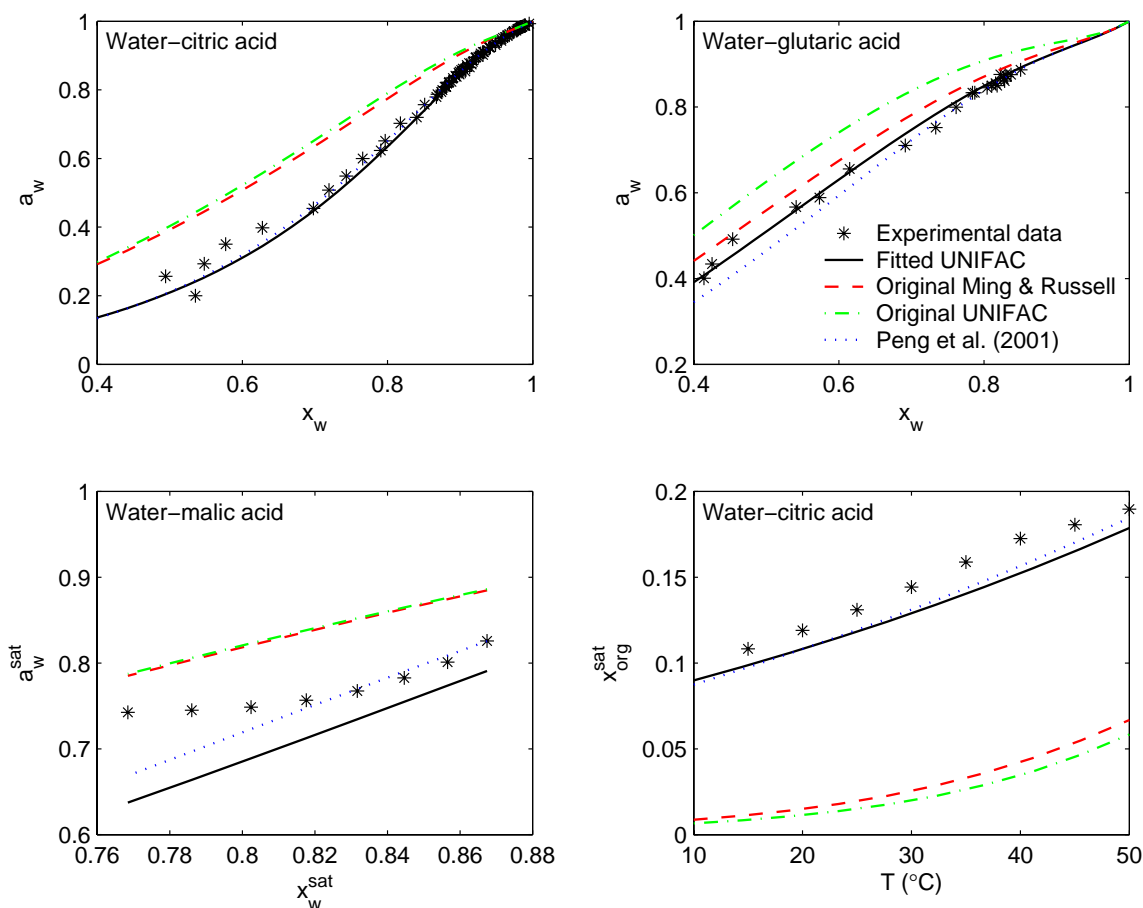 Water−citric acid
1
0.8
0.6
0.4
0.2
0
a_w
0.4
0.6
0.8
1
x_w
Water−glutaric acid
1
0.8
0.6
0.4
0.2
a_w
Experimental data
Fitted UNIFAC
Original Ming & Russell
Original UNIFAC
Peng et al. (2001)
0.4
0.6
0.8
1
x_w
Water−malic acid
1
0.9
0.8
0.7
0.6
a_w^sat
0.76
0.78
0.8
0.82
0.84
0.86
0.88
x_w^sat
Water−citric acid
0.2
0.15
0.1
0.05
0
x_org^sat
10
20
30
40
50
T (°C)